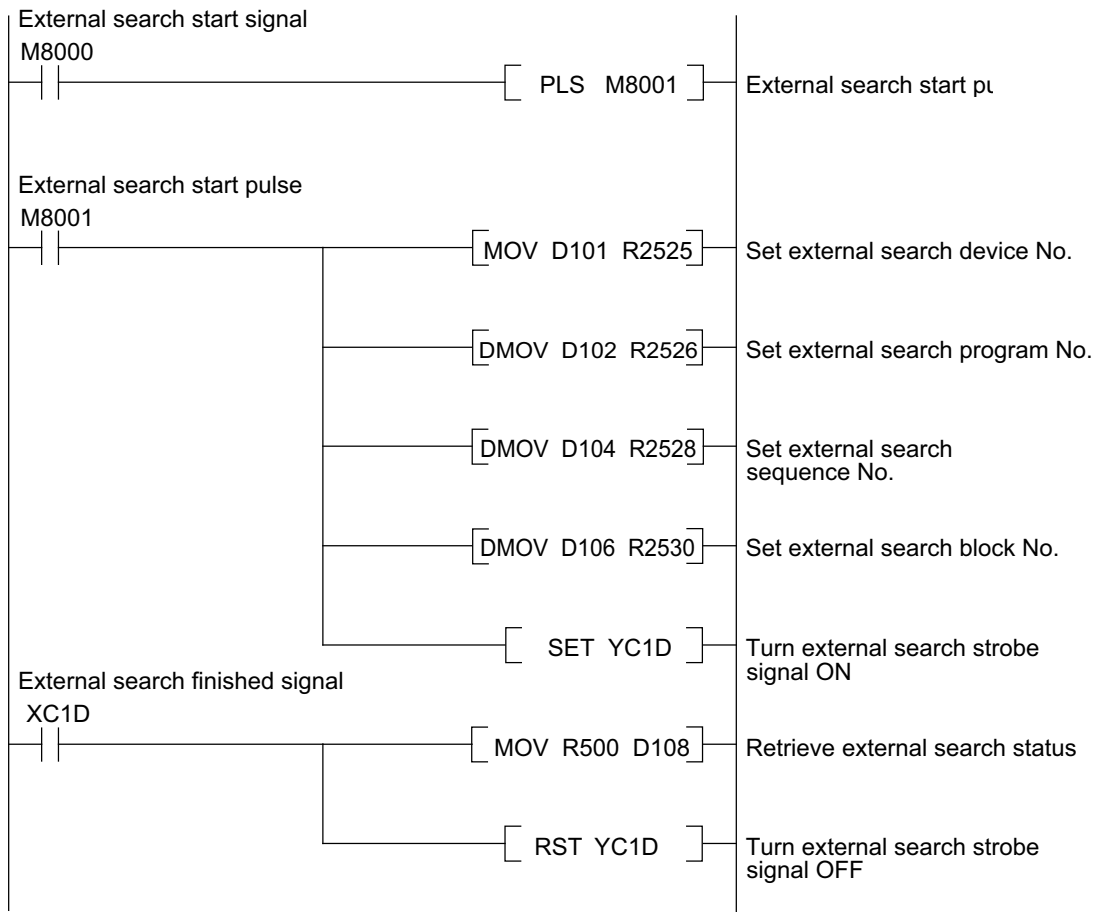 External search start signal
M8000
PLS M8001
External search start
External search start pulse
M8001
MOV D101 R2525
Set external search device No.
DMOV D102 R2526
Set external search program No.
DMOV D104 R2528
Set external search
sequence No.
DMOV D106 R2530
Set external search block No.
SET YC1D
Turn external search strobe
signal ON
External search finished signal
XC1D
MOV R500 D108
Retrieve external search status
RST YC1D
Turn external search strobe
signal OFF